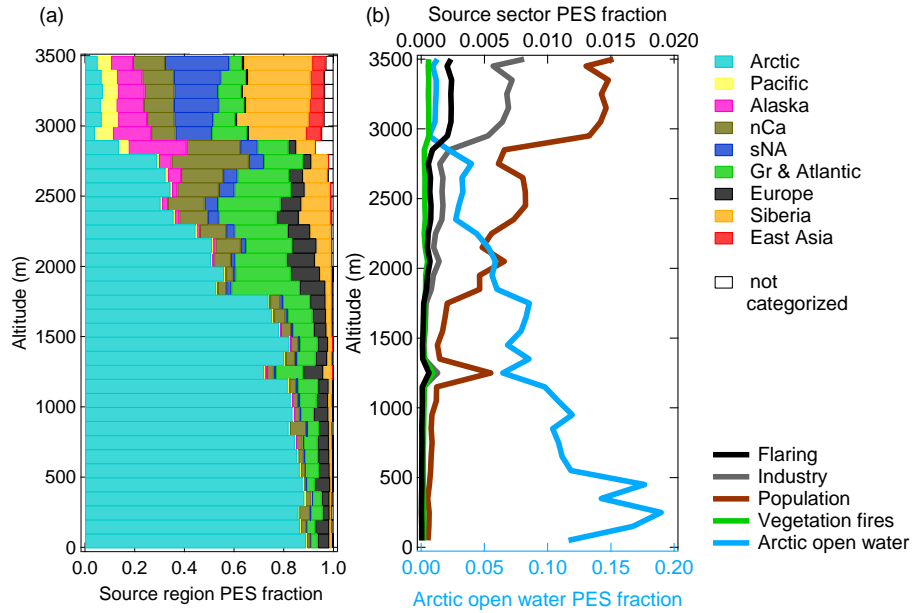 (a)
3500
3000
2500
2000
1500
1000
500
0
Altitude (m)
0.0 0.2 0.4 0.6 0.8 1.0
Source region PES fraction
(b)
Source sector PES fraction
0.000 0.005 0.010 0.015 0.020
3500
3000
2500
2000
1500
1000
500
0
Altitude (m)
0.00 0.05 0.10 0.15 0.20
Arctic open water PES fraction
Arctic
Pacific
Alaska
nCa
sNA
Gr & Atlantic
Europe
Siberia
East Asia
not
categorized
Flaring
Industry
Population
Vegetation fires
Arctic open water